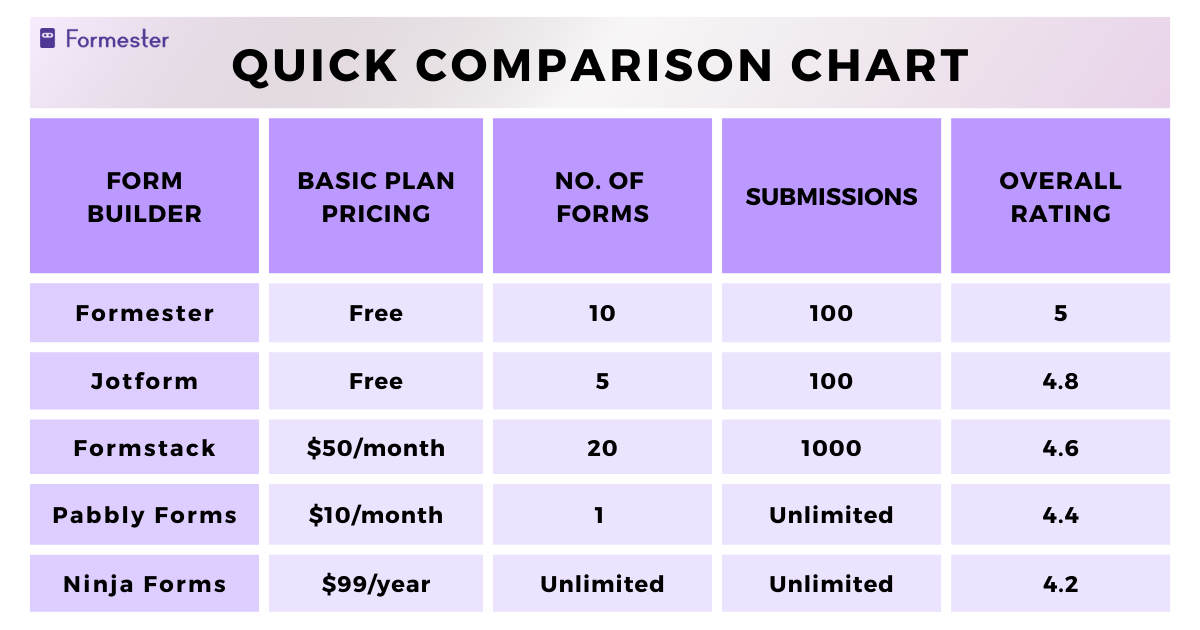 Formester
QUICK COMPARISON CHART
FORM
BUILDER
BASIC PLAN
PRICING
NO. OF
FORMS
SUBMISSIONS
OVERALL
RATING
Formester Free 10 100 5
Jotform Free 5 100 4.8
Formstack $50/month 20 1000 4.6
Pabbly Forms $10/month 1 Unlimited 4.4
Ninja Forms $99/year Unlimited Unlimited 4.2